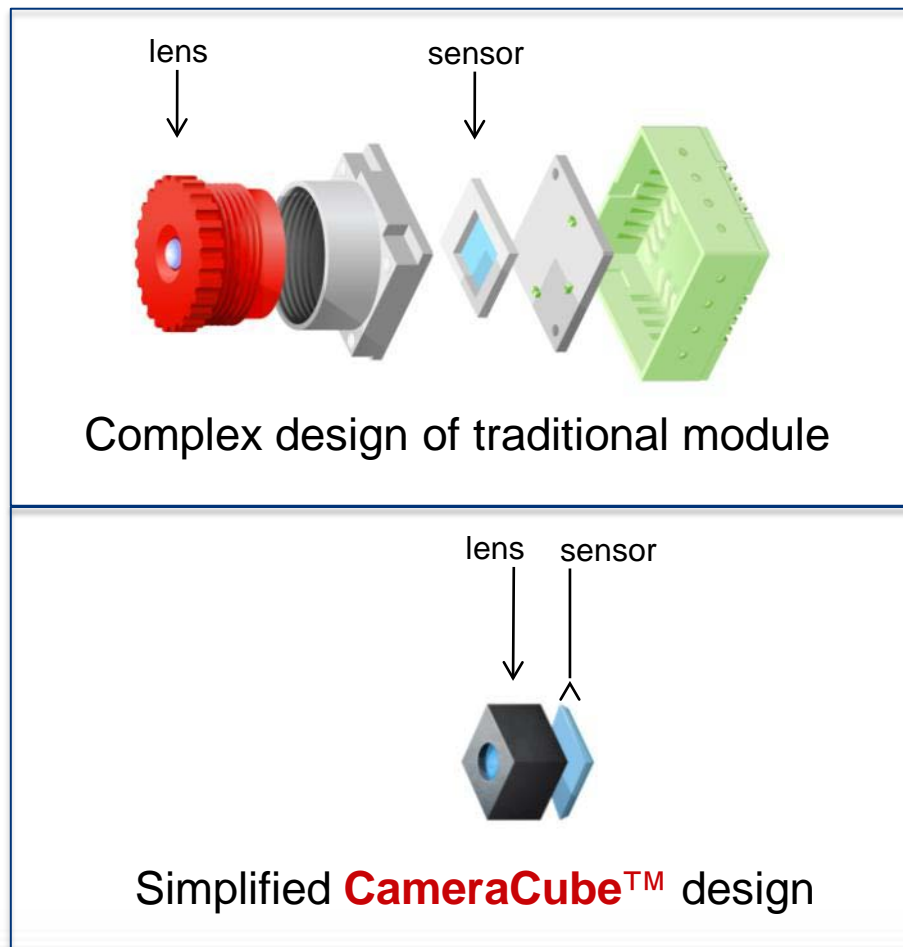 lens sensor
Complex design of traditional module
lens sensor
Simplified CameraCube™ design